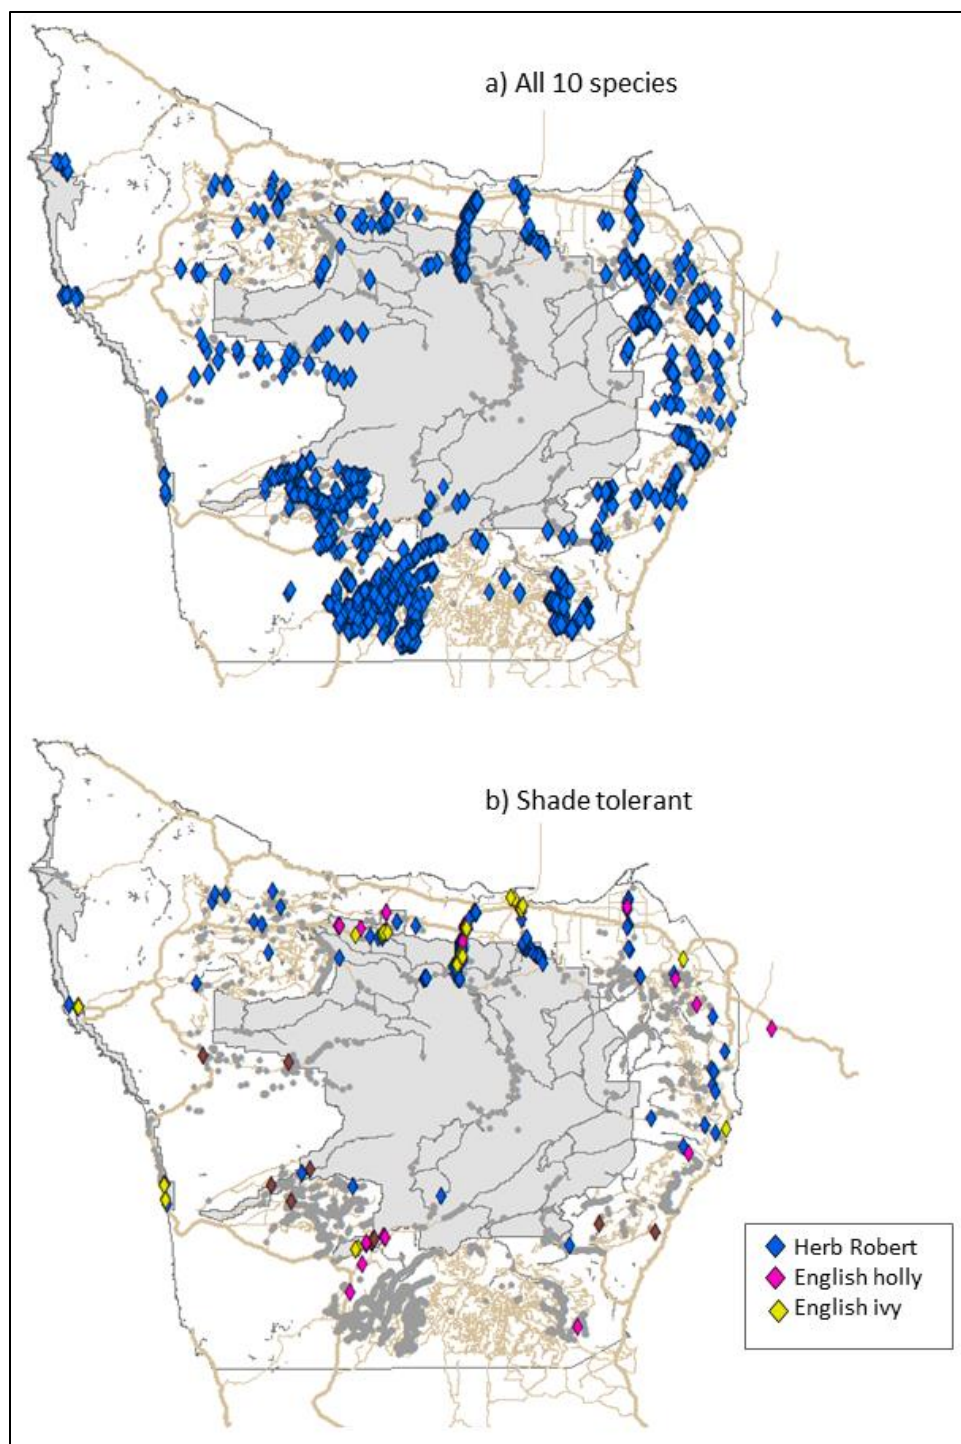 a) All 10 species
b) Shade tolerant
Herb Robert
English holly
English ivy